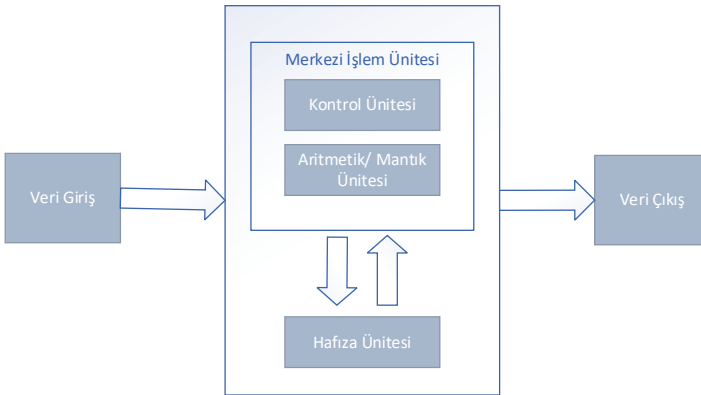 Merkezi İşlem Ünitesi
Kontrol Ünitesi
Aritmetik/ Mantık
Ünitesi
Veri Giriş
Veri Çıkış
Hafıza Ünitesi